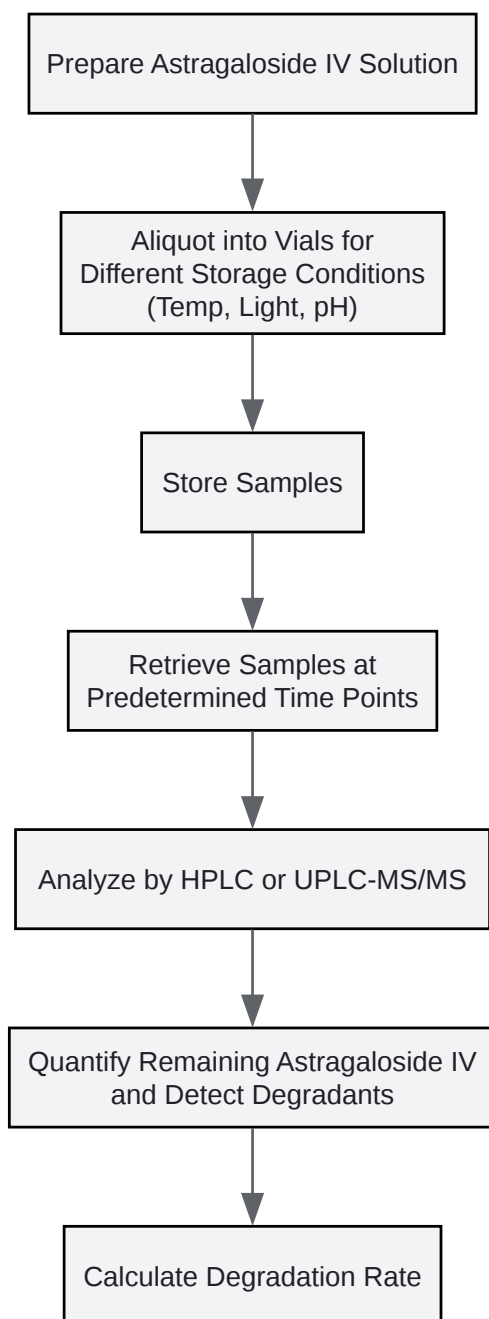 Prepare Astragaloside IV Solution
Aliquot into Vials for
Different Storage Conditions
(Temp, Light, pH)
Store Samples
Retrieve Samples at
Predetermined Time Points
Analyze by HPLC or UPLC-MS/MS
Quantify Remaining Astragaloside IV
and Detect Degradants
Calculate Degradation Rate